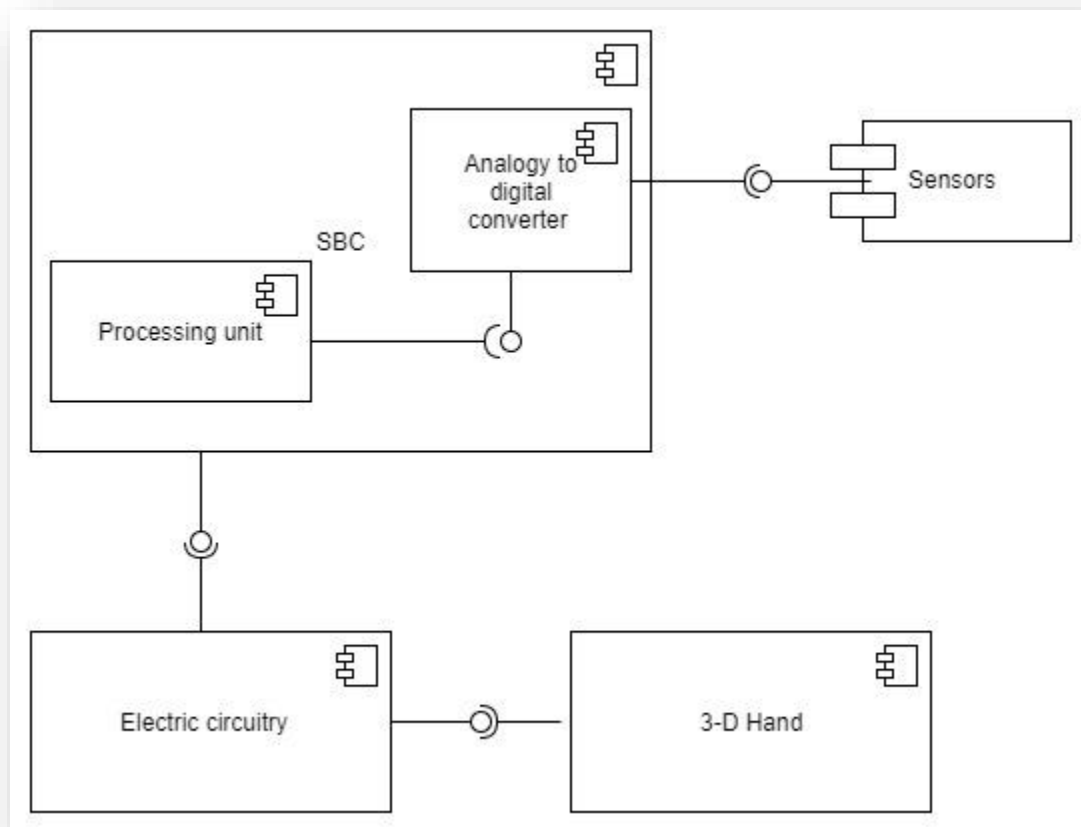 Analogy to
digital
converter
Sensors
SBC
Processing unit
Electric circuitry
3-D Hand